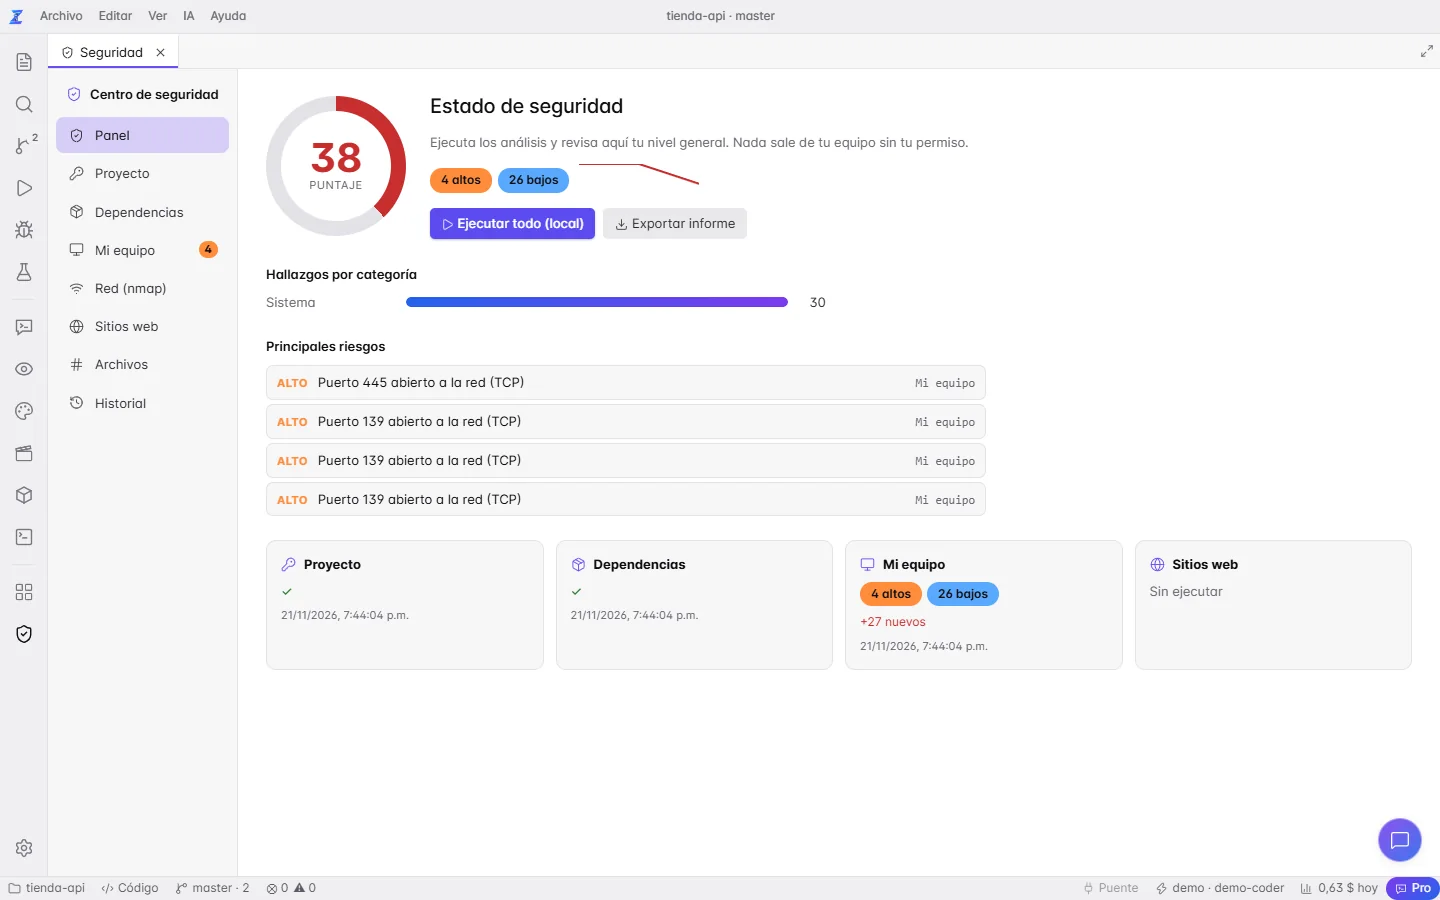 Archivo Editar Ver IA Ayuda
tienda-api · master
Seguridad
2
Centro de seguridad
Panel
Proyecto
Dependencias
Mi equipo 4
Red (nmap)
Sitios web
Archivos
Historial
38
PUNTAJE
Estado de seguridad
Ejecuta los análisis y revisa aquí tu nivel general. Nada sale de tu equipo sin tu permiso.
4 altos 26 bajos
Ejecutar todo (local) Exportar informe
Hallazgos por categoría
Sistema 30
Principales riesgos
ALTO Puerto 445 abierto a la red (TCP) Mi equipo
ALTO Puerto 139 abierto a la red (TCP) Mi equipo
ALTO Puerto 139 abierto a la red (TCP) Mi equipo
ALTO Puerto 139 abierto a la red (TCP) Mi equipo
Proyecto
21/11/2026, 7:44:04 p.m.
Dependencias
21/11/2026, 7:44:04 p.m.
Mi equipo
4 altos 26 bajos
+27 nuevos
21/11/2026, 7:44:04 p.m.
Sitios web
Sin ejecutar
tienda-api Código master · 2 0 0 Puente demo · demo-coder 0,63 $ hoy Pro